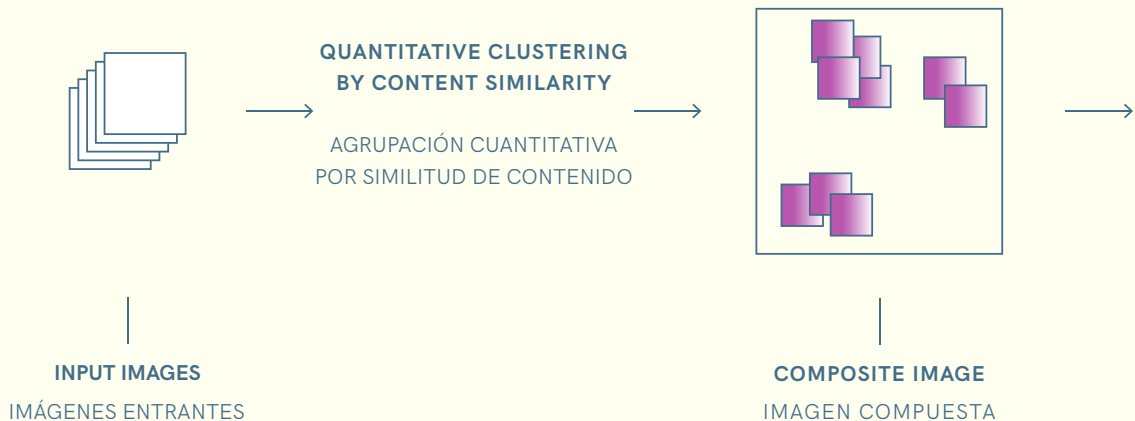 QUANTITATIVE CLUSTERING
BY CONTENT SIMILARITY
AGRUPACIÓN CUANTITATIVA
POR SIMILITUD DE CONTENIDO
INPUT IMAGES
IMÁGENES ENTRANTES
COMPOSITE IMAGE
IMAGEN COMPUESTA